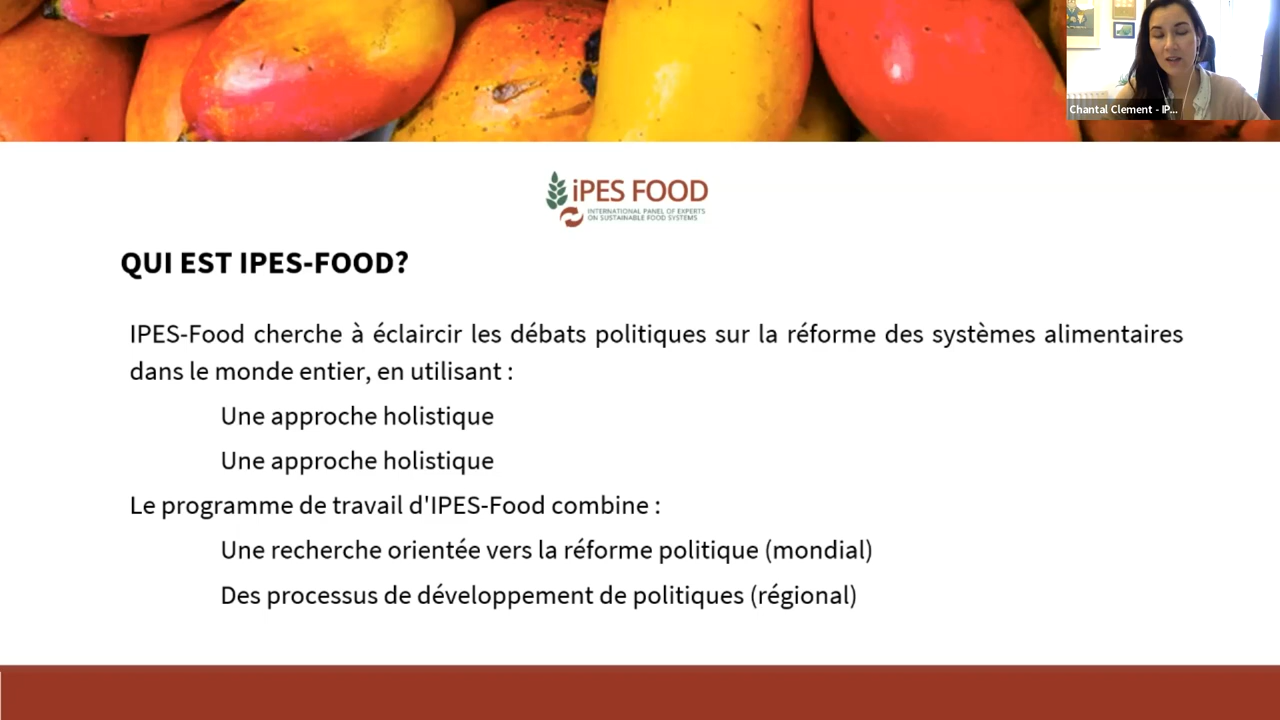 Chantal Clement - IP...
iPES FOOD
INTERNATIONAL PANEL OF EXPERTS
ON SUSTAINABLE FOOD SYSTEMS
QUI EST IPES-FOOD?
IPES-Food cherche à éclaircir les débats politiques sur la réforme des systèmes alimentaires
dans le monde entier, en utilisant :
Une approche holistique
Une approche holistique
Le programme de travail d'IPES-Food combine :
Une recherche orientée vers la réforme politique (mondial)
Des processus de développement de politiques (régional)